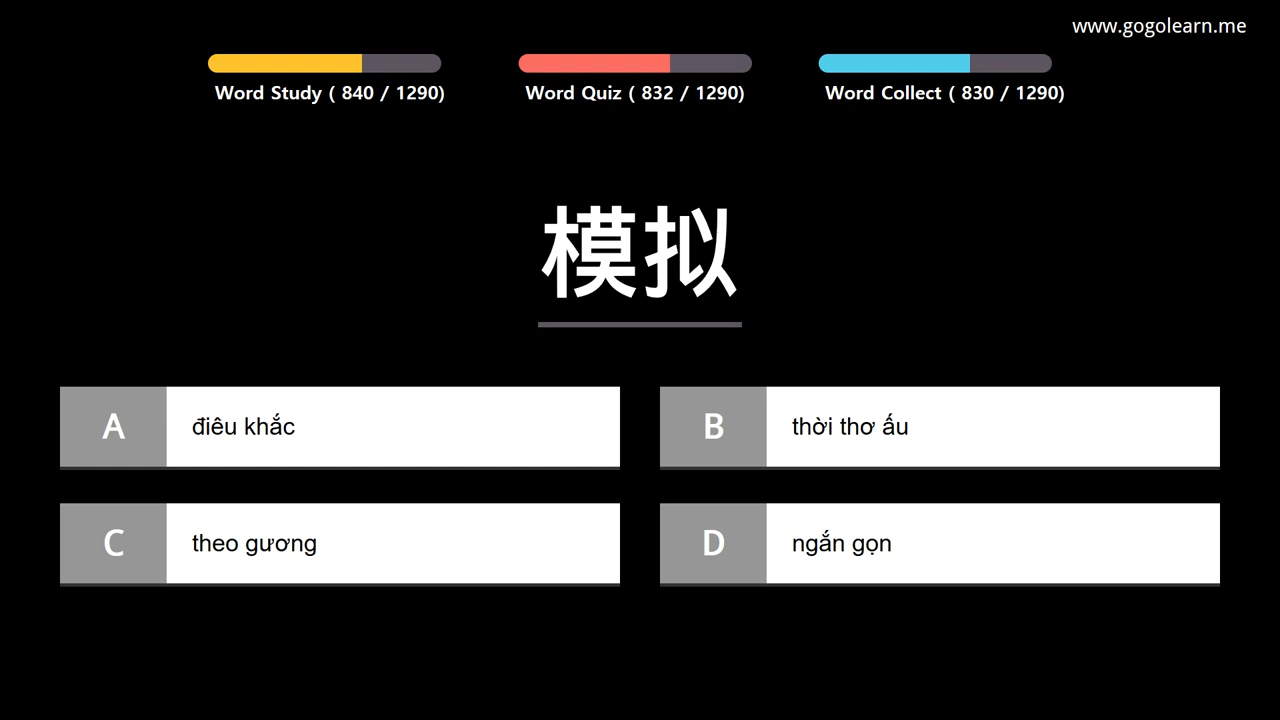 www.gogolearn.me
Word Study ( 840 / 1290)
Word Quiz ( 832 / 1290)
Word Collect ( 830 / 1290)
模拟
A
điêu khắc
B
thời thơ ấu
C
theo gương
D
ngắn gọn